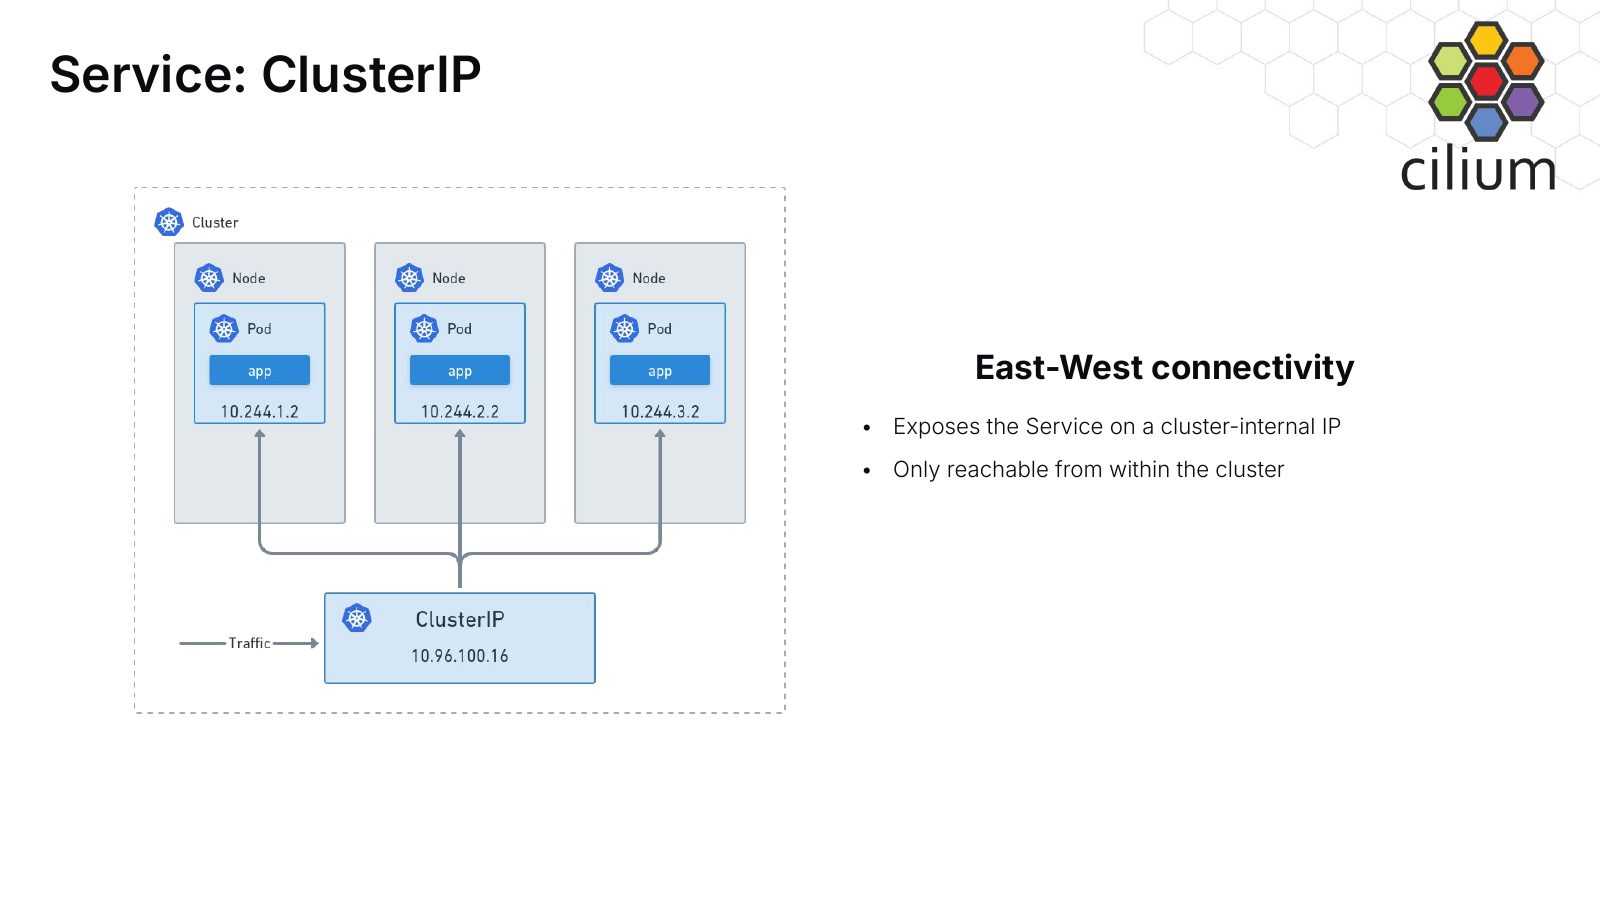 Service: ClusterIP
cilium
Cluster
Node
Pod
app
10.244.1.2
Node
Pod
app
10.244.2.2
Node
Pod
app
10.244.3.2
Traffic
ClusterIP
10.96.100.16
East-West connectivity
• Exposes the Service on a cluster-internal IP
• Only reachable from within the cluster